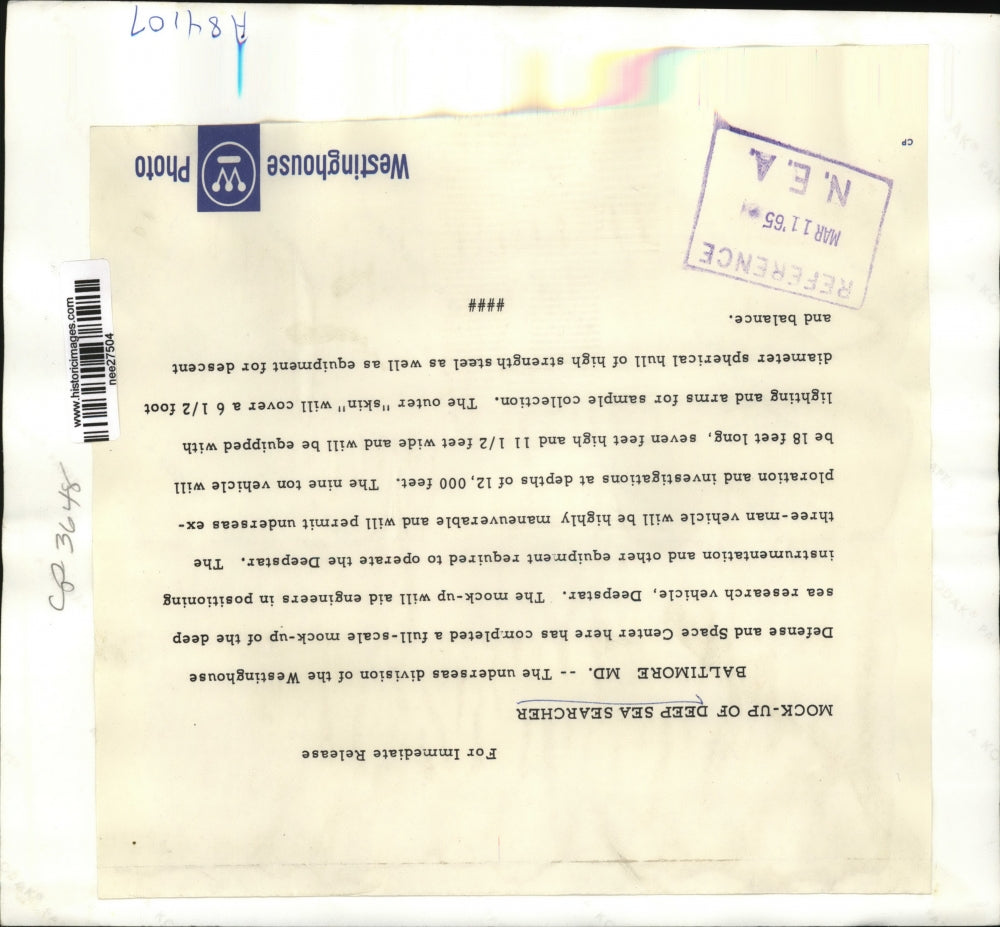 For Immediate Release
MOCK-UP OF DEEP SEA SEARCHER
BALTIMORE MD. -- The underseas division of the Westinghouse
Defense and Space Center here has completed a full-scale mock-up of the deep
sea research vehicle, Deepstar. The mock-up will aid engineers in positioning
instrumentation and other equipment required to operate the Deepstar. The
three-man vehicle will be highly maneuverable and will permit underseas ex-
ploration and investigations at depths of 12,000 feet. The nine ton vehicle will
be 18 feet long, seven feet high and 11 1/2 feet wide and will be equipped with
lighting and arms for sample collection. The outer "skin" will cover a 6 1/2 foot
diameter spherical hull of high strength steel as well as equipment for descent
and balance.
####
REFERENCE
MAR 11 '65
N. E. A.
CP
Westinghouse
Photo
W
A84107
www.historicimages.com
nee27504
CP 3648